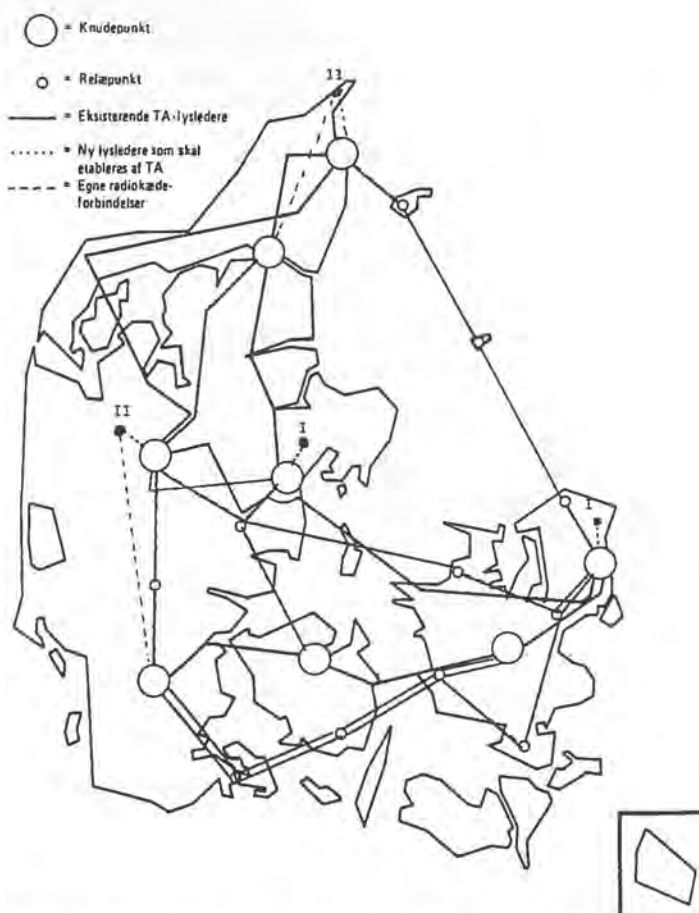 = Knudepunkt
= Relæpunkt
= Eksisterende TA-lysledere
= Ny lysledere som skal
etableres af TA
= Egne radiokæde-
forbindelser
II
II
I
I